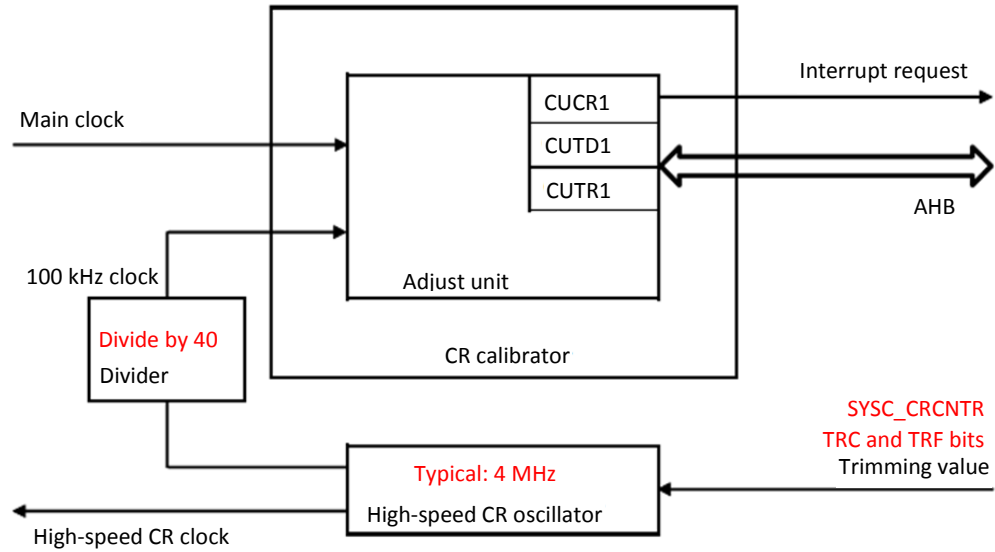 Interrupt request
CUCR1
Main clock
CUTD1
CUTR1
AHB
100 kHz clock
Adjust unit
Divide by 40
Divider
CR calibrator
SYSC_CRCNTR
TRC and TRF bits
Trimming value
Typical: 4 MHz
High-speed CR oscillator
High-speed CR clock